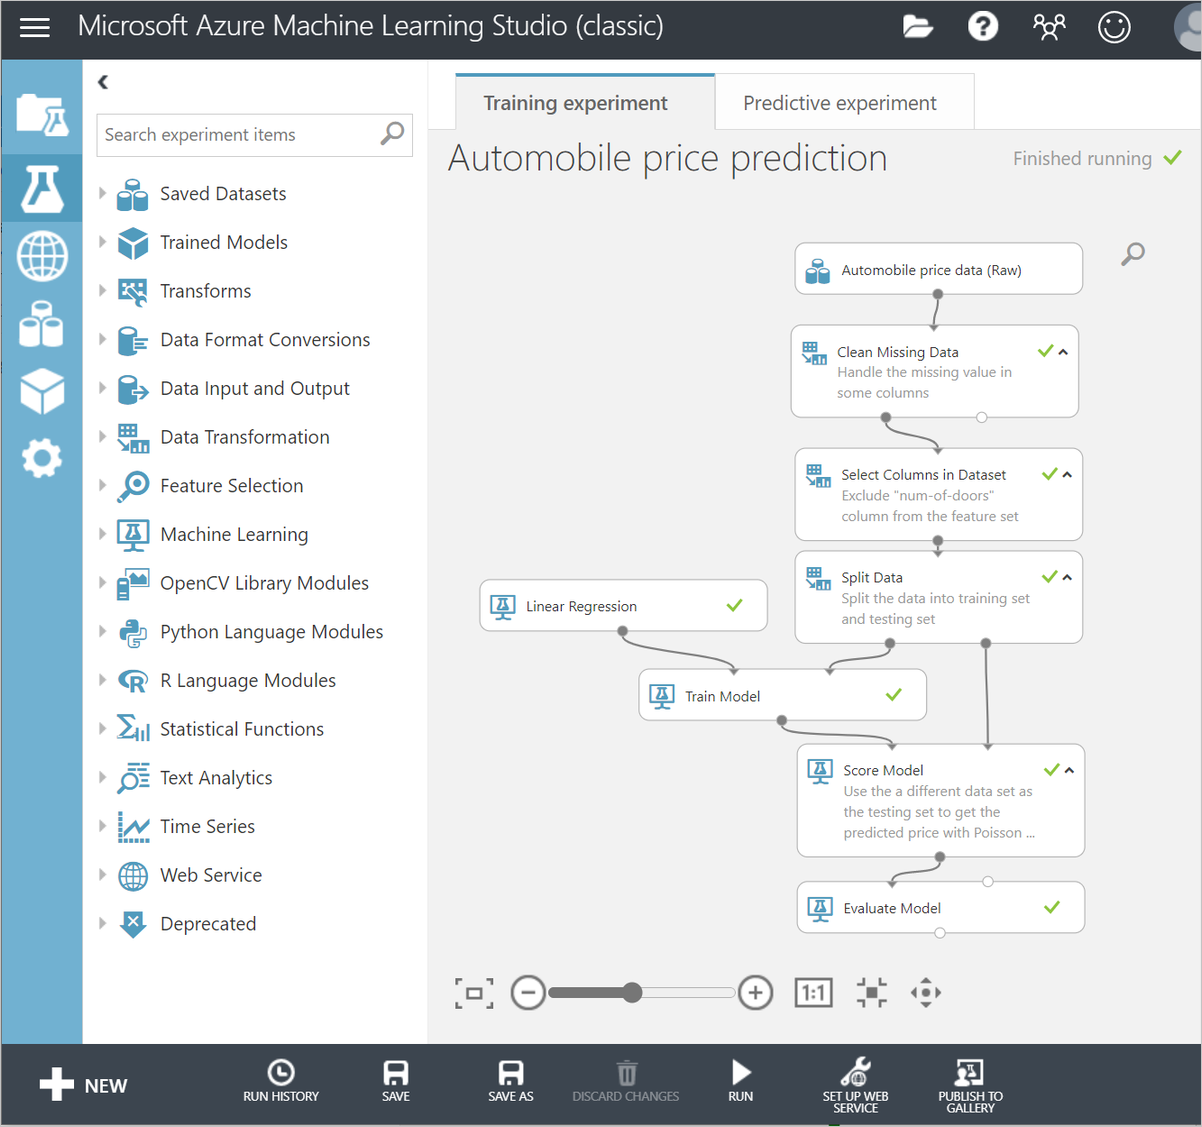 Microsoft Azure Machine Learning Studio (classic)
Search experiment items
Saved Datasets
Trained Models
Transforms
Data Format Conversions
Data Input and Output
Data Transformation
Feature Selection
Machine Learning
OpenCV Library Modules
Python Language Modules
R Language Modules
Statistical Functions
Text Analytics
Time Series
Web Service
Deprecated
Training experiment
Predictive experiment
Automobile price prediction
Finished running
Automobile price data (Raw)
Clean Missing Data
Handle the missing value in
some columns
Select Columns in Dataset
Exclude "num-of-doors"
column from the feature set
Split Data
Split the data into training set
and testing set
Linear Regression
Train Model
Score Model
Use the a different data set as
the testing set to get the
predicted price with Poisson ...
Evaluate Model
1:1
NEW
RUN HISTORY
SAVE
SAVE AS
DISCARD CHANGES
RUN
SET UP WEB
SERVICE
PUBLISH TO
GALLERY